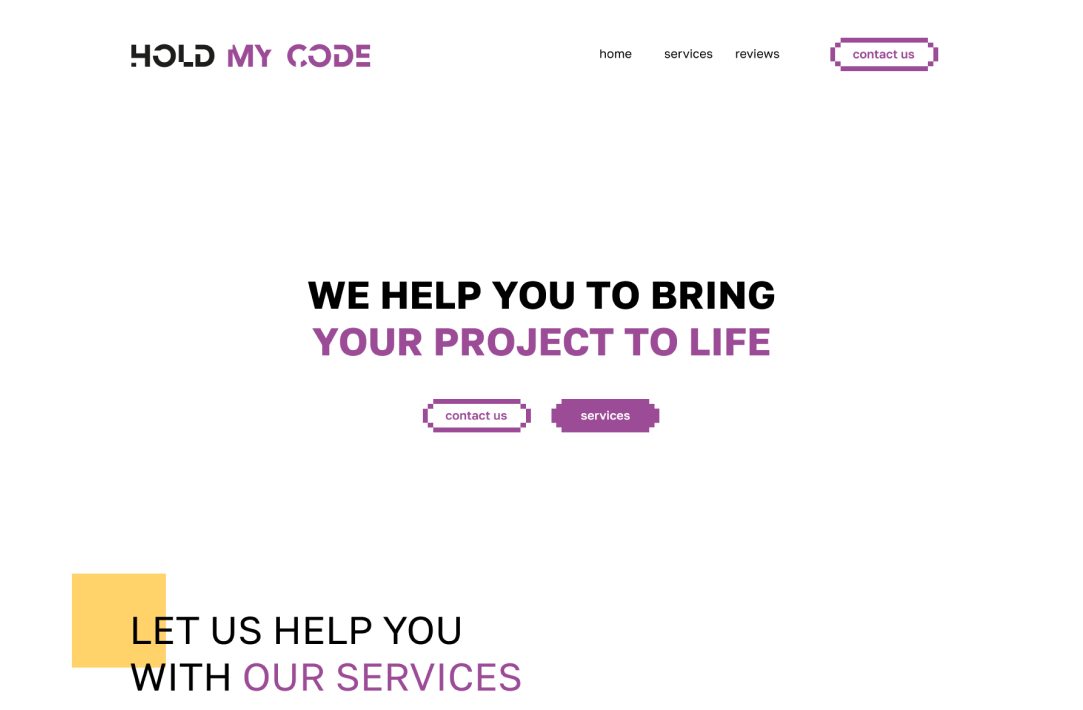 HOLD MY CODE
home services reviews contact us
WE HELP YOU TO BRING
YOUR PROJECT TO LIFE
contact us services
LET US HELP YOU
WITH OUR SERVICES